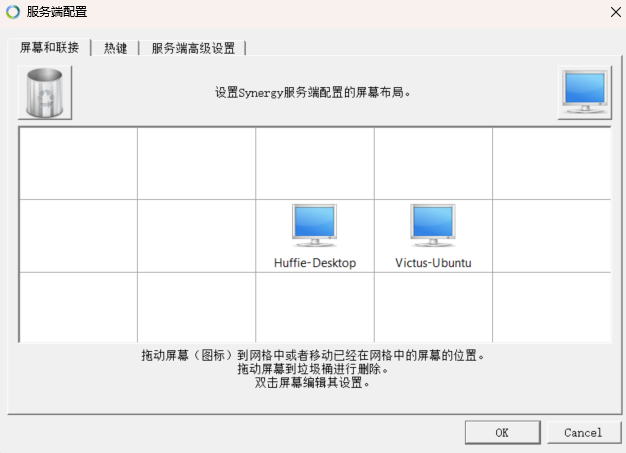 服务端配置
屏幕和联接 热键 服务端高级设置
设置Synergy服务端配置的屏幕布局。
Huffie-Desktop Victus-Ubuntu
拖动屏幕（图标）到网格中或者移动已经在网格中的屏幕的位置。
拖动屏幕到垃圾桶进行删除。
双击屏幕编辑其设置。
OK Cancel